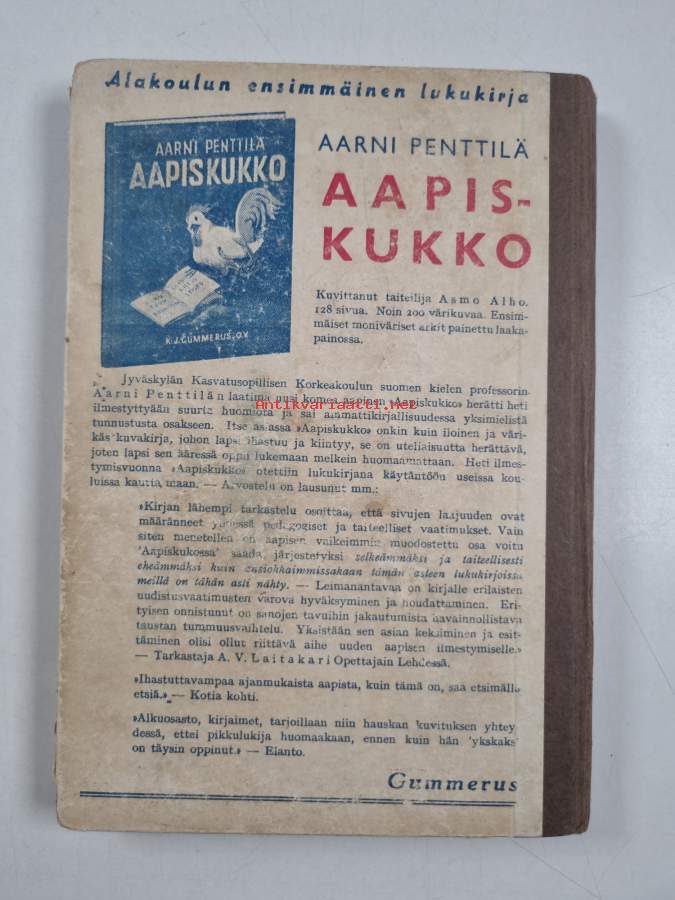 Alakoulun ensimmäinen lukukirja
AARNI PENTTILÄ
AAPISKUKKO
K.J.GUMMERUS.O.Y.
AARNI PENTTILÄ
AAPIS-
KUKKO
Kuvittanut taiteilija Asmo Alho.
128 sivua. Noin 200 värikuvaa. Ensim-
mäiset moniväriset arkit painettu laaka-
painossa.
Jyväskylän Kasvatusopillisen Korkeakoulun suomen kielen professorin
Aarni Penttilän laatima uusi komea aapinen »Aapiskukko» herätti heti
ilmestyttyään suurta huomiota ja sai ammattikirjallisuudessa yksimielistä
tunnustusta osakseen. Itse asiassa »Aapiskukko» onkin kuin iloinen ja väri-
käs kuvakirja, johon lapsi ihastuu ja kiintyy, se on uteliaisuutta herättävä,
joten lapsi sen ääressä oppii lukemaan melkein huomaamattaan. Heti ilmes-
tymisvuonna »Aapiskukko» otettiin lukukirjana käytäntöön useissa kou-
luissa kautta maan. — Arvostelu on lausunut mm.:
Antikvariaatti.net
»Kirjan lähempi tarkastelu osoittaa, että sivujen laajuuden ovat
määränneet yhdessä pedagogiset ja taiteelliset vaatimukset. Vain
siten menetellen on aapisen vaikeimmin muodostettu osa voitu
'Aapiskukossa' saada järjestetyksi selkeämmäksi ja taiteellisesti
eheämmäksi kuin ensiohkaimmissakaan tämän asteen lukukirjoissa
meillä on tähän asti nähty. — Leimanantavaa on kirjalle erilaisten
uudistusvaatimusten varova hyväksyminen ja noudattaminen. Eri-
tyisen onnistunut on sanojen tavuihin jakautumista havainnollistava
taustan tummuusvaihtelu. Yksistään sen asian keksiminen ja esit-
täminen olisi ollut riittävä aihe uuden aapisen ilmestymiselle.»
— Tarkastaja A. V. Laitakari Opettajain Lehdessä.
»Ihastuttavampaa ajanmukaista aapista, kuin tämä on, saa etsimällä
etsiä.» — Kotia kohti.
»Alkuosasto, kirjaimet, tarjoillaan niin hauskan kuvituksen yhtey
dessä, ettei pikkulukija huomaakaan, ennen kuin hän 'ykskaks'
on täysin oppinut.» — Elanto.
Gummerus